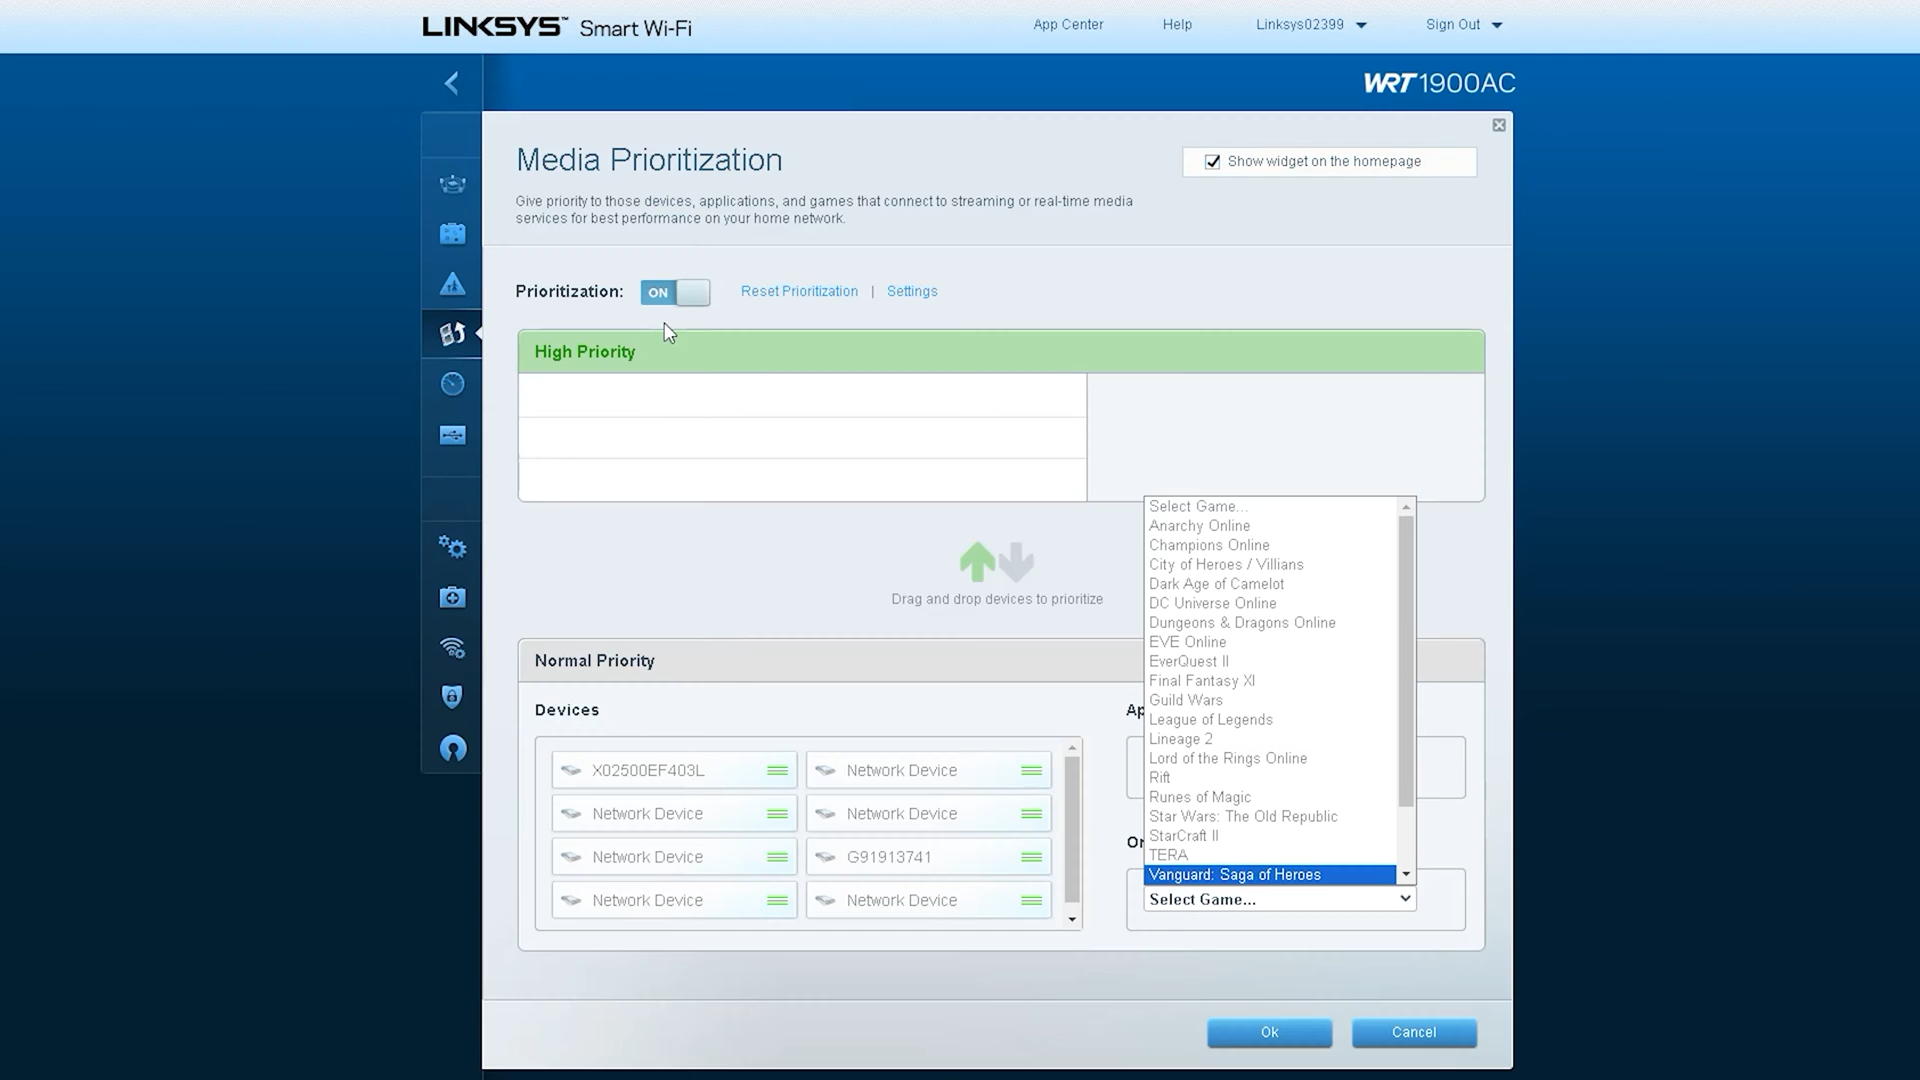 LINKSYS™ Smart Wi-Fi
App Center
Help
Linksys02399
Sign Out
WRT1900AC
Media Prioritization
Show widget on the homepage
Give priority to those devices, applications, and games that connect to streaming or real-time media
services for best performance on your home network.
Prioritization:
ON
Reset Prioritization | Settings
High Priority
Drag and drop devices to prioritize
Normal Priority
Devices
X02500EF403L
Network Device
Network Device
Network Device
Network Device
G91913741
Network Device
Network Device
Ap
Or
Select Game...
Anarchy Online
Champions Online
City of Heroes / Villians
Dark Age of Camelot
DC Universe Online
Dungeons & Dragons Online
EVE Online
EverQuest II
Final Fantasy XI
Guild Wars
League of Legends
Lineage 2
Lord of the Rings Online
Rift
Runes of Magic
Star Wars: The Old Republic
StarCraft II
TERA
Vanguard: Saga of Heroes
Select Game...
Ok
Cancel